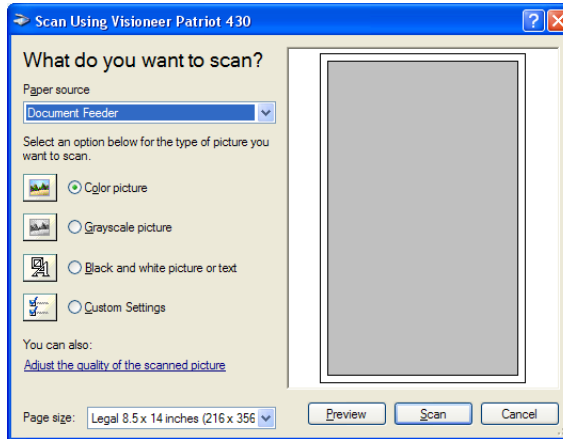 Scan Using Visioneer Patriot 430
What do you want to scan?
Paper source
Document Feeder
Select an option below for the type of picture you
want to scan.
Color picture
Grayscale picture
Black and white picture or text
Custom Settings
You can also:
Adjust the quality of the scanned picture
Page size: Legal 8.5 x 14 inches (216 x 356
Preview Scan Cancel